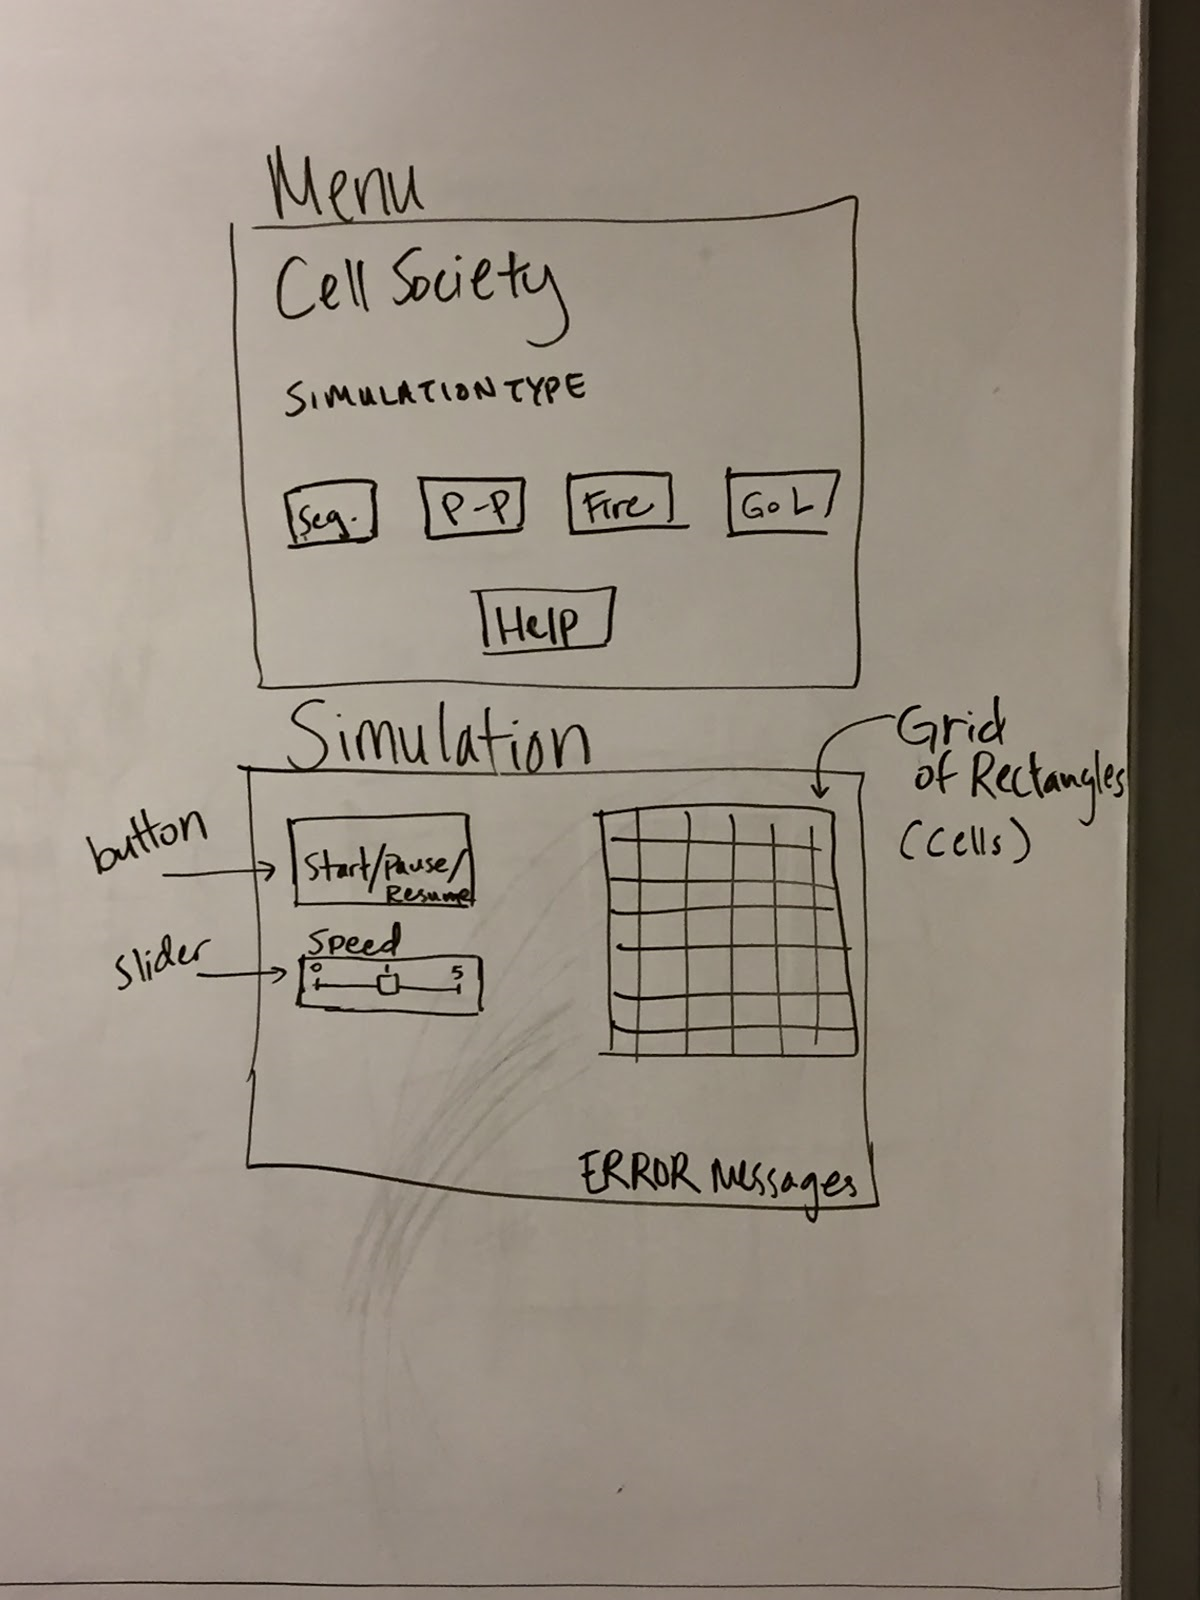 Menu
Cell Society
SIMULATION TYPE
Seg.
P-P
Fire
GoL
Help
Simulation
Grid
of Rectangles
(cells)
button
Start/Pause/
Resume
slider
Speed
0
5
ERROR Messages